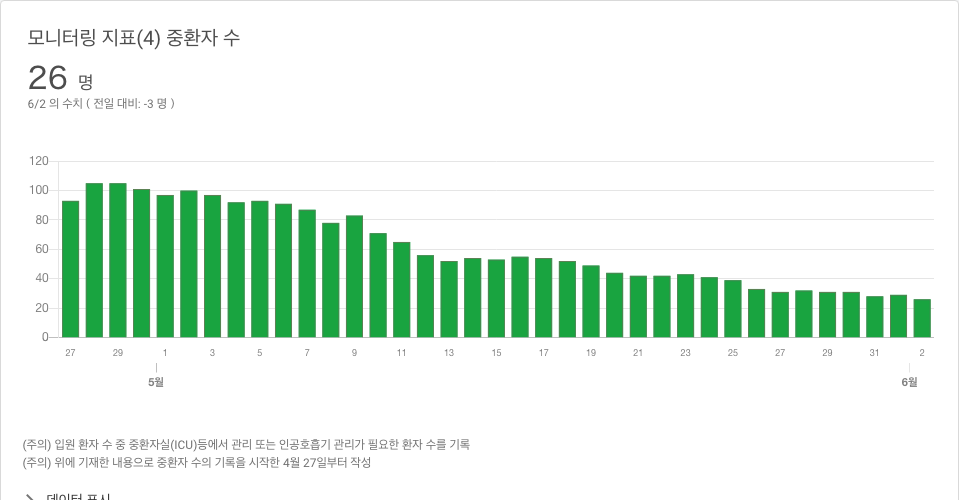 모니터링 지표(4) 중환자 수
26 명
6/2 의 수치 ( 전일 대비: -3 명 )
120
100
80
60
40
20
0
27 29 1 3 5 7 9 11 13 15 17 19 21 23 25 27 29 31 2
5월 6월
(주의) 입원 환자 수 중 중환자실(ICU)등에서 관리 또는 인공호흡기 관리가 필요한 환자 수를 기록
(주의) 위에 기재한 내용으로 중환자 수의 기록을 시작한 4월 27일부터 작성
데이터 표시